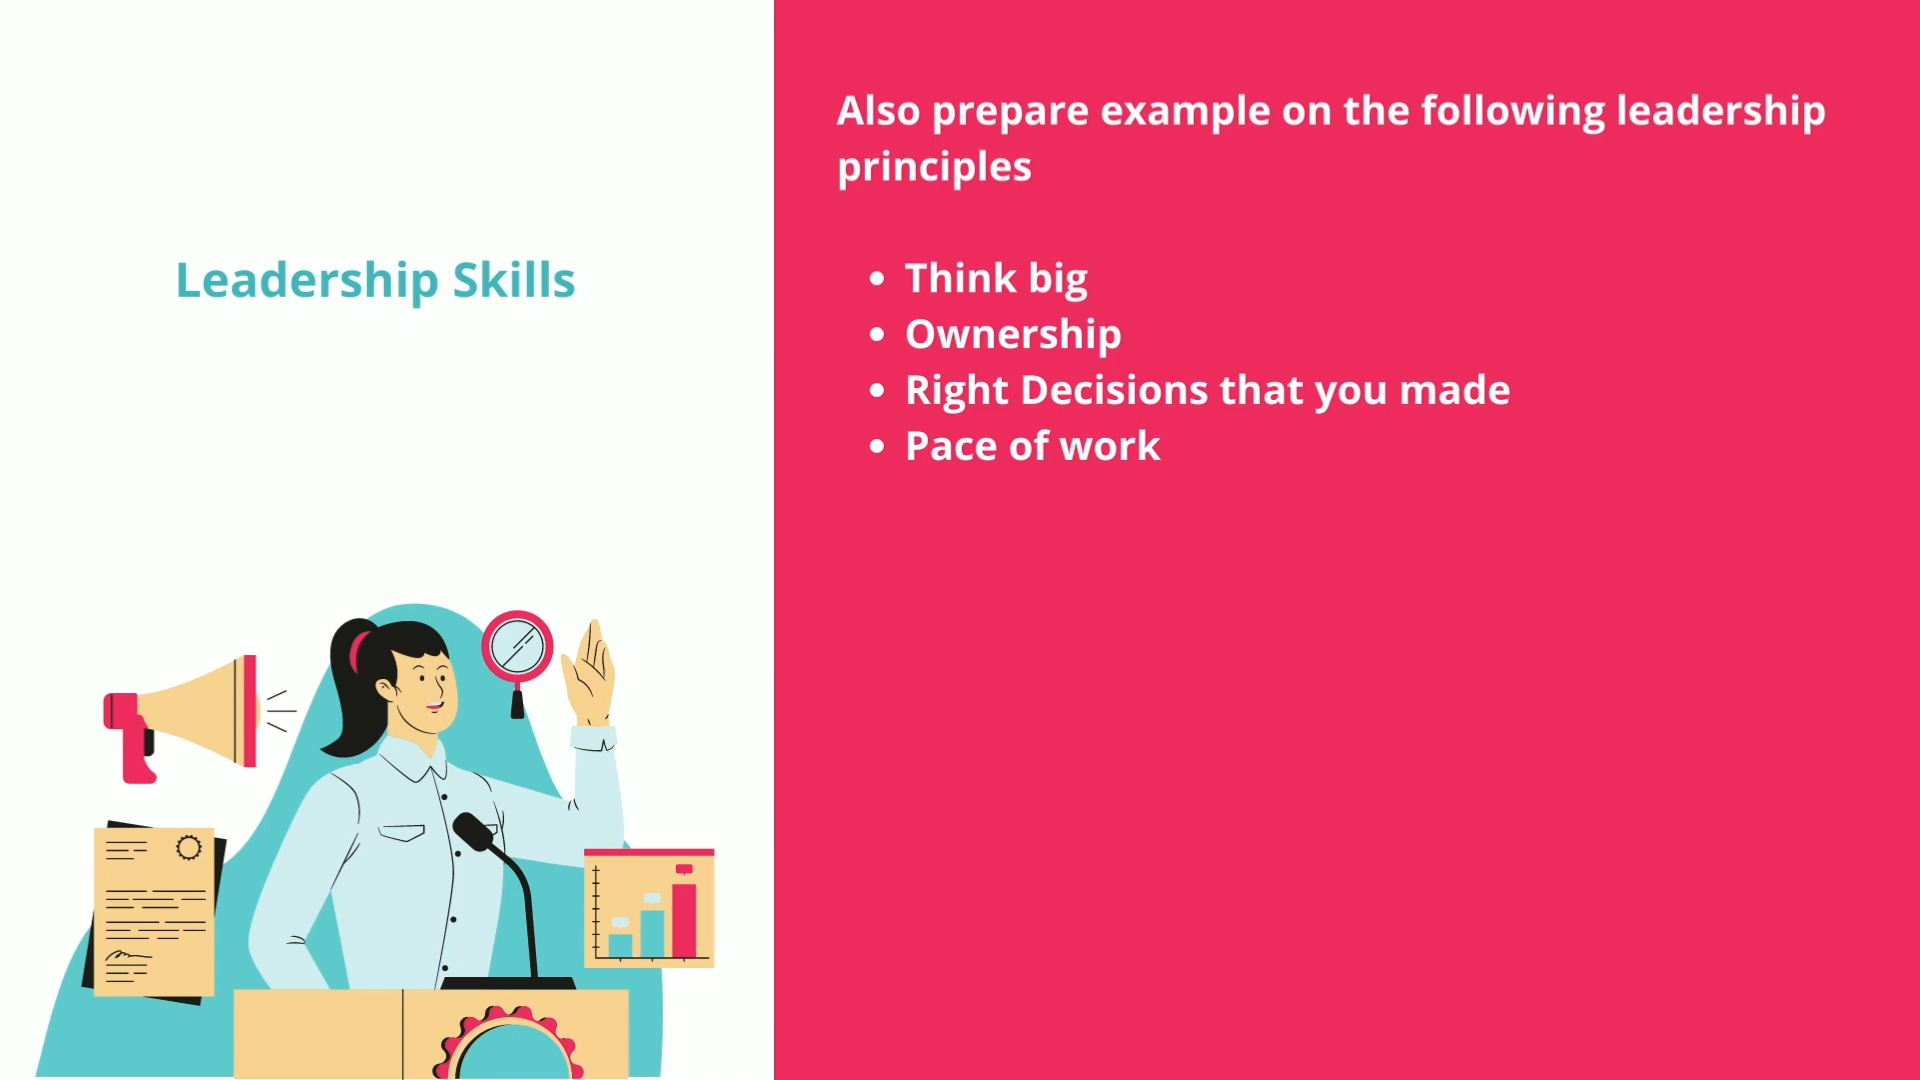 Leadership Skills
Also prepare example on the following leadership
principles
• Think big
• Ownership
• Right Decisions that you made
• Pace of work